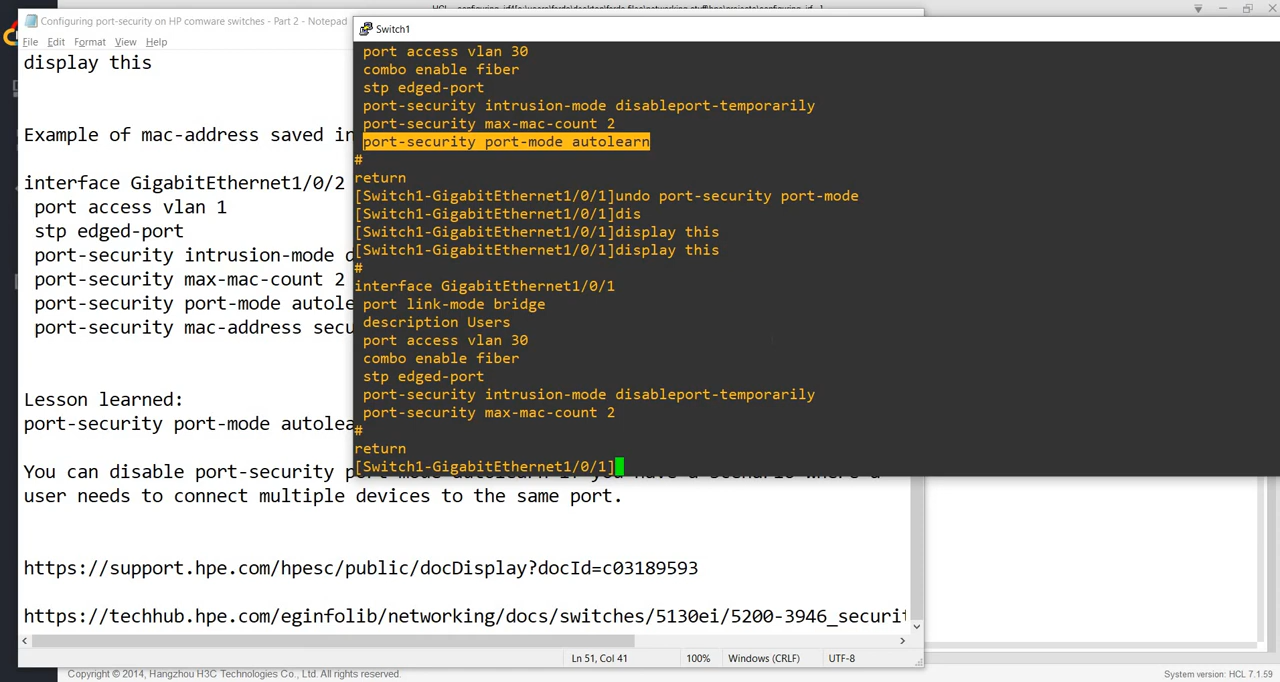 Configuring port-security on HP comware switches - Part 2 - Notepad
File Edit Format View Help
display this
Example of mac-address saved in
interface GigabitEthernet1/0/2
port access vlan 1
stp edged-port
port-security intrusion-mode d
port-security max-mac-count 2
port-security port-mode autole
port-security mac-address secu
Lesson learned:
port-security port-mode autolea
You can disable port-security p
user needs to connect multiple devices to the same port.
https://support.hpe.com/hpesc/public/docDisplay?docId=c03189593
https://techhub.hpe.com/eginfolib/networking/docs/switches/5130ei/5200-3946_securit
Ln 51, Col 41
100%
Windows (CRLF)
UTF-8
Switch1
port access vlan 30
combo enable fiber
stp edged-port
port-security intrusion-mode disableport-temporarily
port-security max-mac-count 2
port-security port-mode autolearn
#
return
[Switch1-GigabitEthernet1/0/1]undo port-security port-mode
[Switch1-GigabitEthernet1/0/1]dis
[Switch1-GigabitEthernet1/0/1]display this
[Switch1-GigabitEthernet1/0/1]display this
#
interface GigabitEthernet1/0/1
port link-mode bridge
description Users
port access vlan 30
combo enable fiber
stp edged-port
port-security intrusion-mode disableport-temporarily
port-security max-mac-count 2
#
return
[Switch1-GigabitEthernet1/0/1]
Copyright © 2014, Hangzhou H3C Technologies Co., Ltd. All rights reserved.
System version: HCL 7.1.59